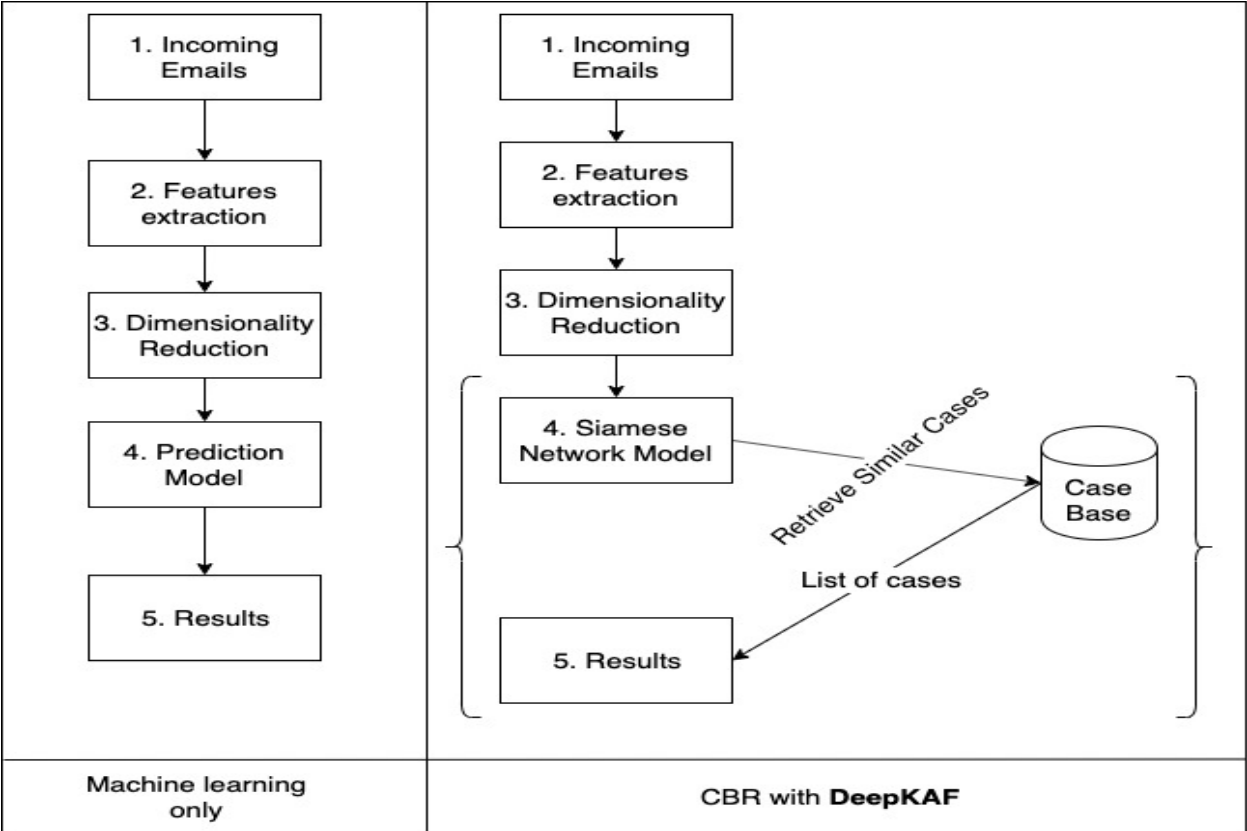 1. Incoming
Emails
2. Features
extraction
3. Dimensionality
Reduction
4. Prediction
Model
5. Results
Machine learning
only
1. Incoming
Emails
2. Features
extraction
3. Dimensionality
Reduction
4. Siamese
Network Model
Retrieve Similar Cases
Case
Base
List of cases
5. Results
CBR with DeepKAF